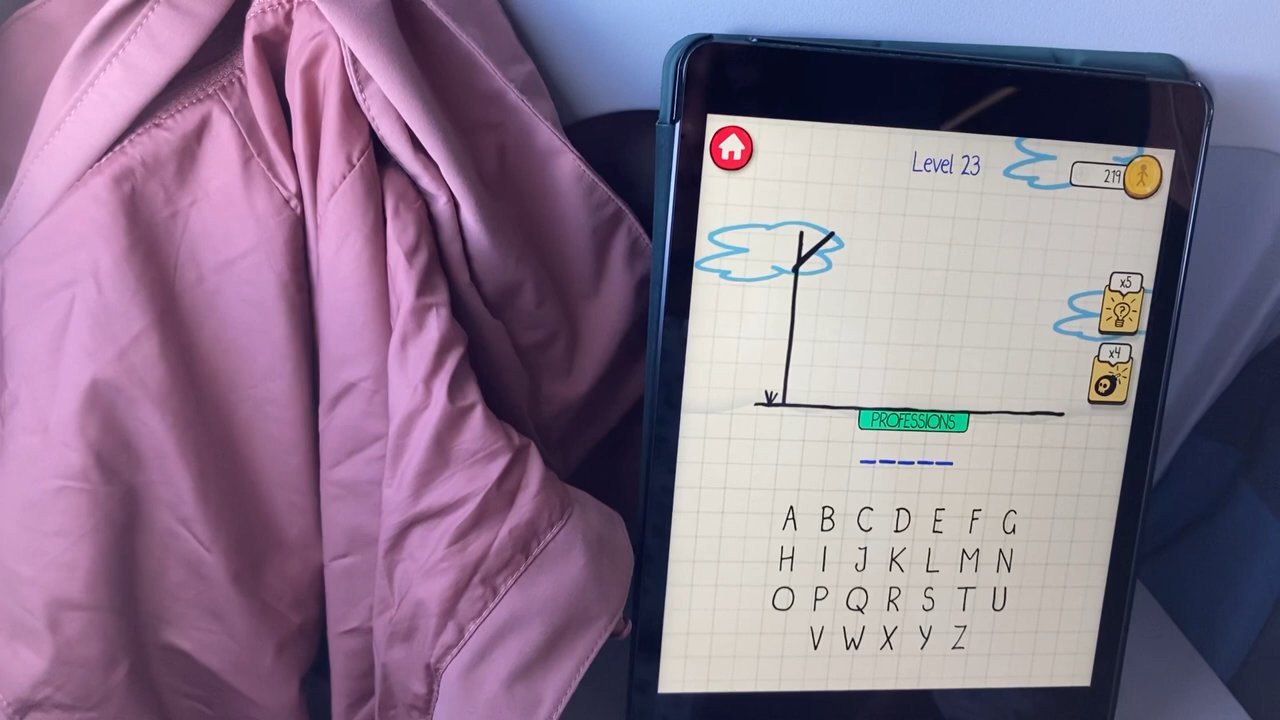 Level 23
219
x5
?
x4
PROFESSIONS
A B C D E F G
H I J K L M N
O P Q R S T U
V W X Y Z